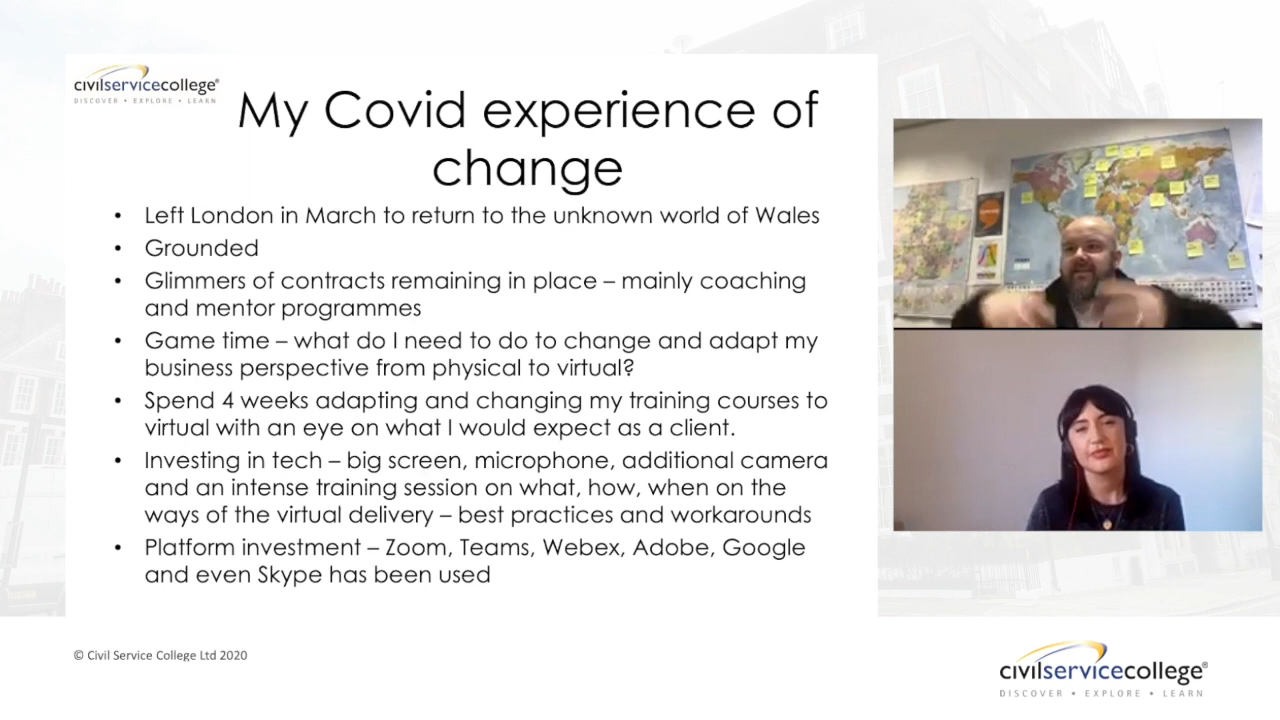 civilservicecollege®
DISCOVER • EXPLORE • LEARN
My Covid experience of
change
• Left London in March to return to the unknown world of Wales
• Grounded
• Glimmers of contracts remaining in place – mainly coaching
and mentor programmes
• Game time – what do I need to do to change and adapt my
business perspective from physical to virtual?
• Spend 4 weeks adapting and changing my training courses to
virtual with an eye on what I would expect as a client.
• Investing in tech – big screen, microphone, additional camera
and an intense training session on what, how, when on the
ways of the virtual delivery – best practices and workarounds
• Platform investment – Zoom, Teams, Webex, Adobe, Google
and even Skype has been used
© Civil Service College Ltd 2020
civilservicecollege®
DISCOVER • EXPLORE • LEARN